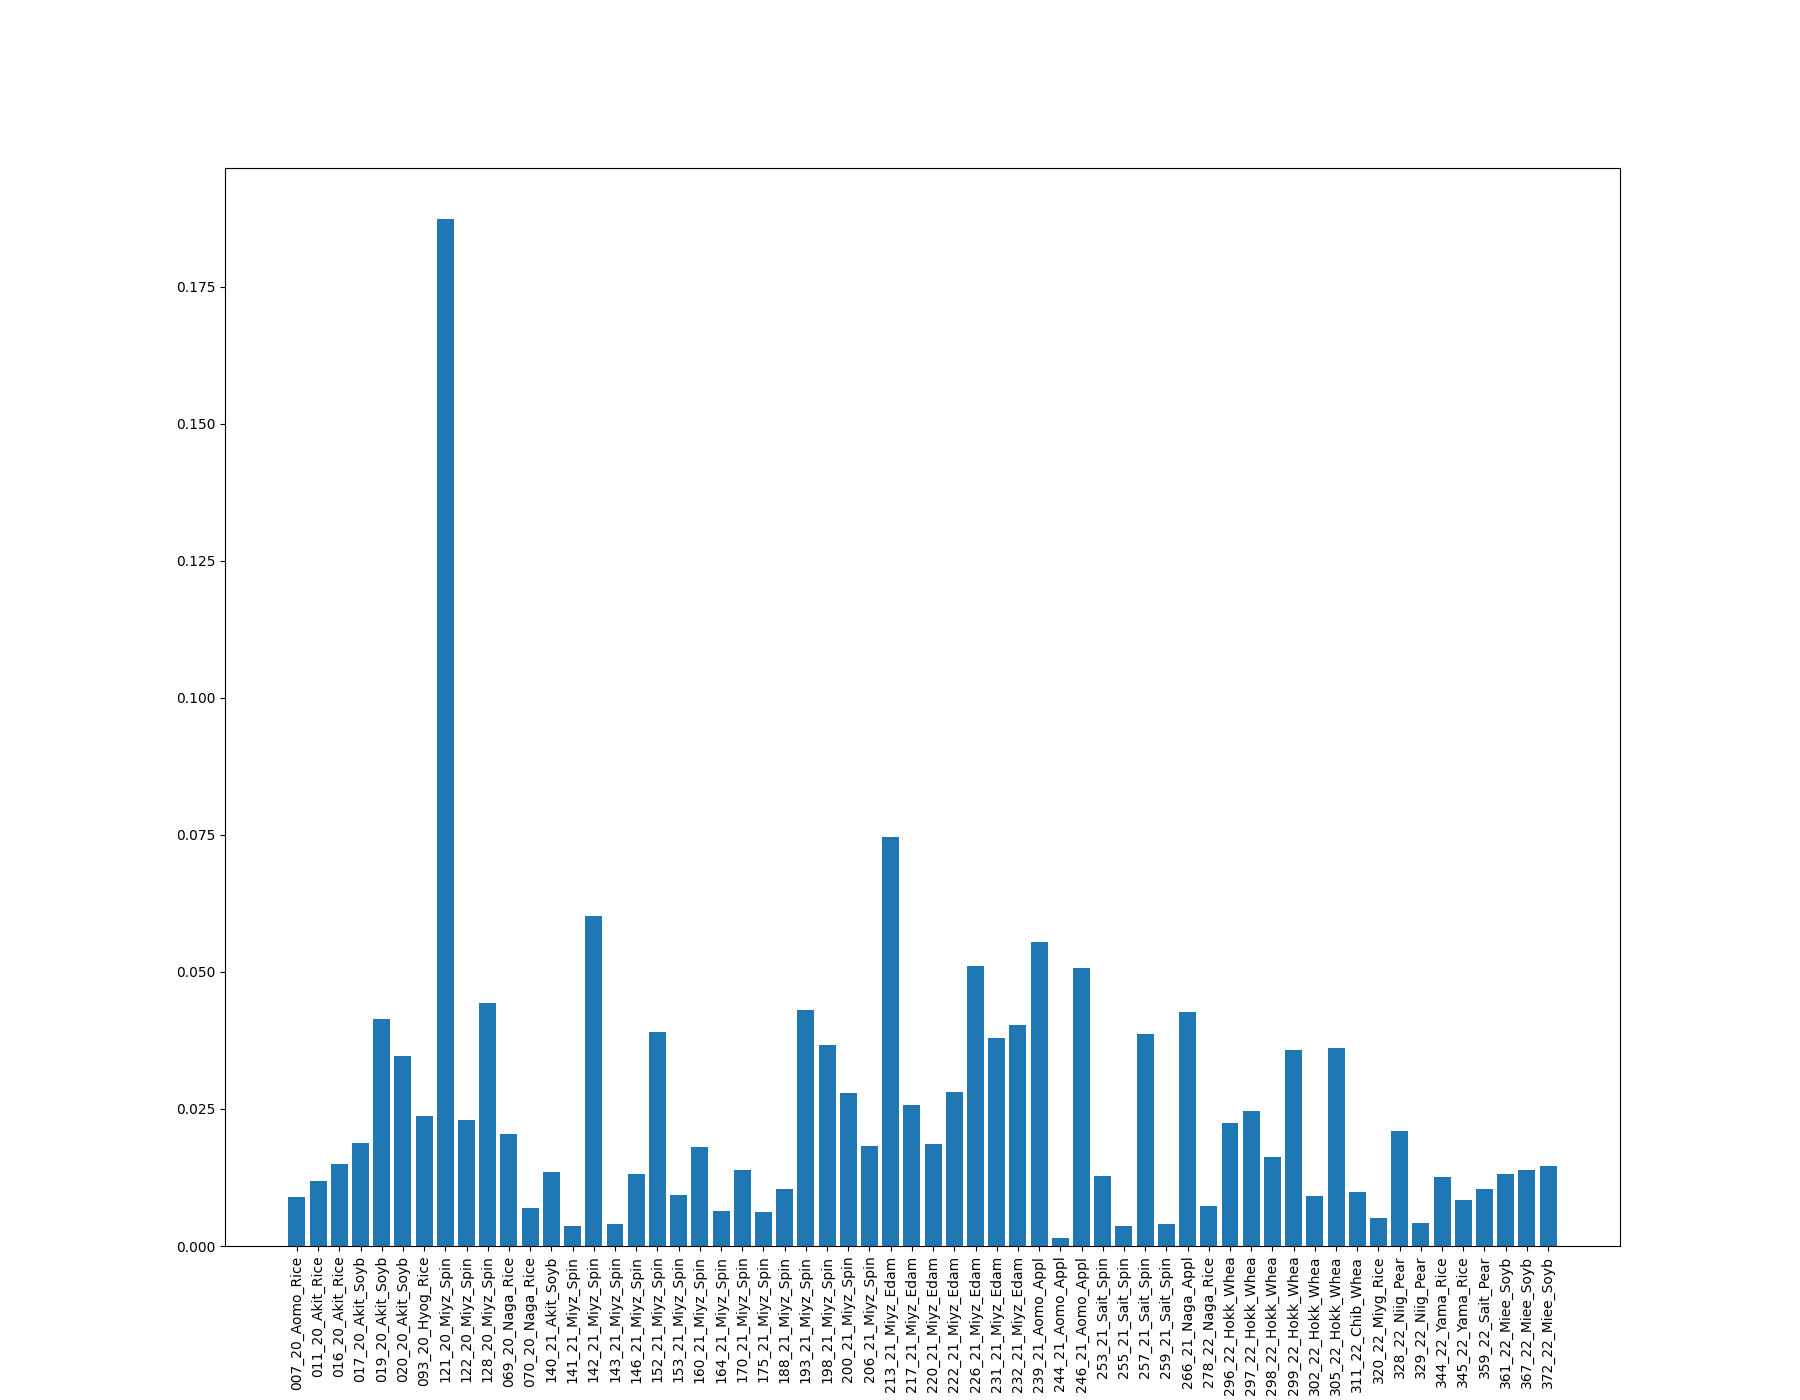 0.175
0.150
0.125
0.100
0.075
0.050
0.025
0.000
007_20_Aomo_Rice
011_20_Akit_Rice
016_20_Akit_Rice
017_20_Akit_Soyb
019_20_Akit_Soyb
020_20_Akit_Soyb
093_20_Hyog_Rice
121_20_Miyz_Spin
122_20_Miyz_Spin
128_20_Miyz_Spin
069_20_Naga_Rice
070_20_Naga_Rice
140_21_Akit_Soyb
141_21_Miyz_Spin
142_21_Miyz_Spin
143_21_Miyz_Spin
146_21_Miyz_Spin
152_21_Miyz_Spin
153_21_Miyz_Spin
160_21_Miyz_Spin
164_21_Miyz_Spin
170_21_Miyz_Spin
175_21_Miyz_Spin
188_21_Miyz_Spin
193_21_Miyz_Spin
198_21_Miyz_Spin
200_21_Miyz_Spin
206_21_Miyz_Spin
213_21_Miyz_Edam
217_21_Miyz_Edam
220_21_Miyz_Edam
222_21_Miyz_Edam
226_21_Miyz_Edam
231_21_Miyz_Edam
232_21_Miyz_Edam
239_21_Aomo_Appl
244_21_Aomo_Appl
246_21_Aomo_Appl
253_21_Sait_Spin
255_21_Sait_Spin
257_21_Sait_Spin
259_21_Sait_Spin
266_21_Naga_Appl
278_22_Naga_Rice
296_22_Hokk_Whea
297_22_Hokk_Whea
298_22_Hokk_Whea
299_22_Hokk_Whea
302_22_Hokk_Whea
305_22_Hokk_Whea
311_22_Chib_Whea
320_22_Miyg_Rice
328_22_Niig_Pear
329_22_Niig_Pear
344_22_Yama_Rice
345_22_Yama_Rice
359_22_Sait_Pear
361_22_Miee_Soyb
367_22_Miee_Soyb
372_22_Miee_Soyb